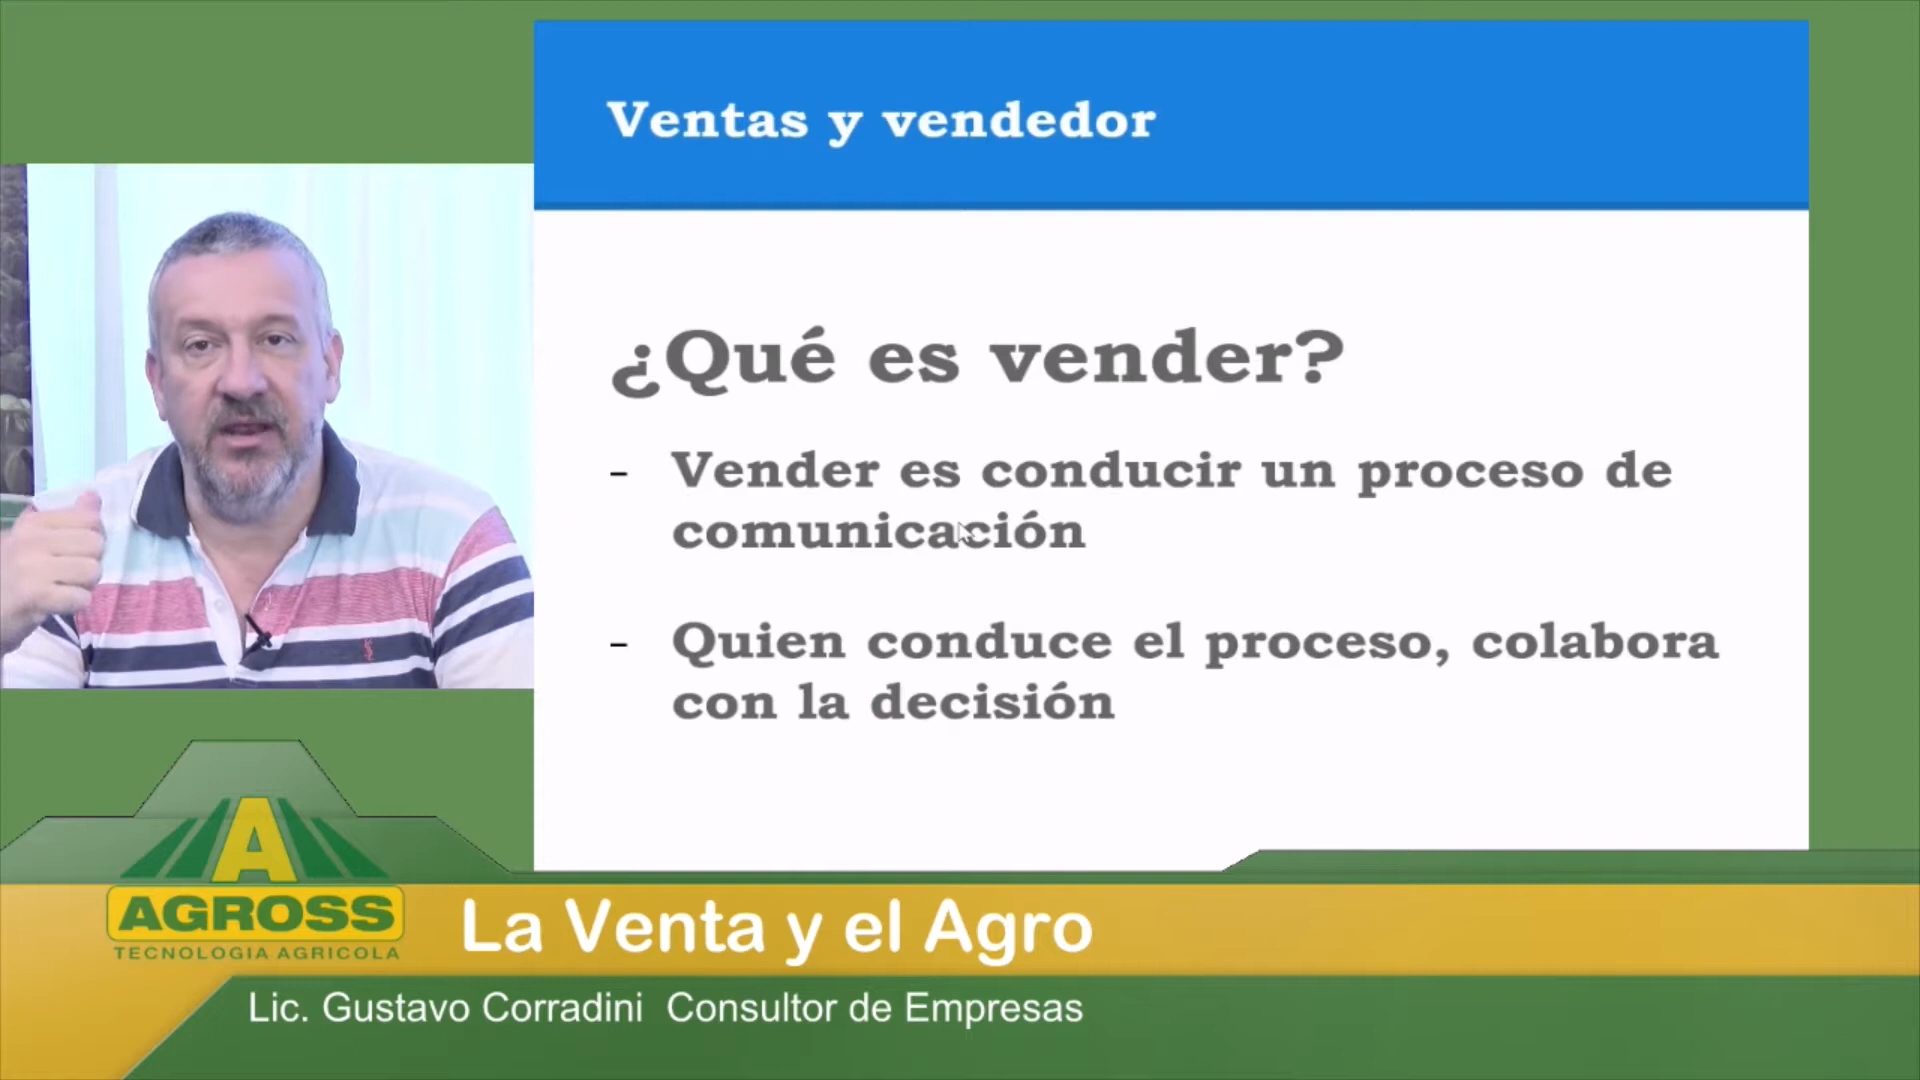 Ventas y vendedor
¿Qué es vender?
- Vender es conducir un proceso de
comunicación
- Quien conduce el proceso, colabora
con la decisión
A
AGROSS
TECNOLOGIA AGRICOLA
La Venta y el Agro
Lic. Gustavo Corradini Consultor de Empresas